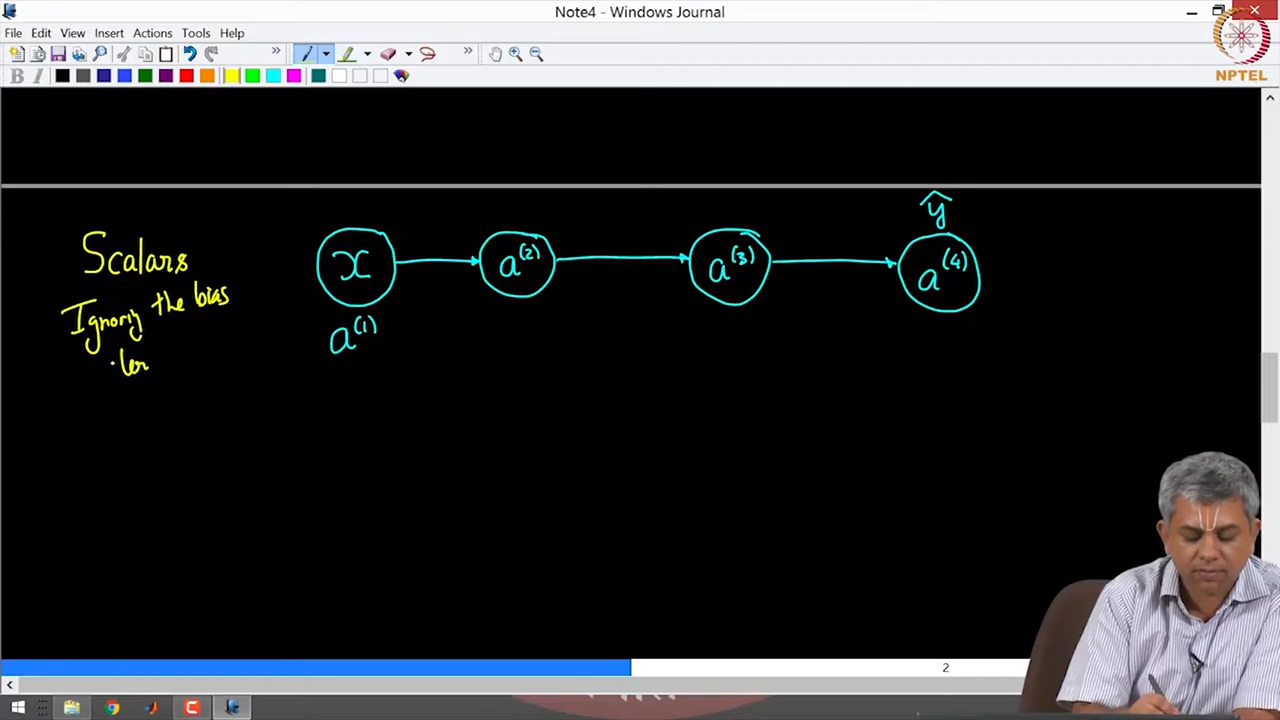 Note4 - Windows Journal
File Edit View Insert Actions Tools Help
NPTEL
Scalars
Ignoring the bias
x
a^(1)
a^(2)
a^(3)
ŷ
a^(4)
2